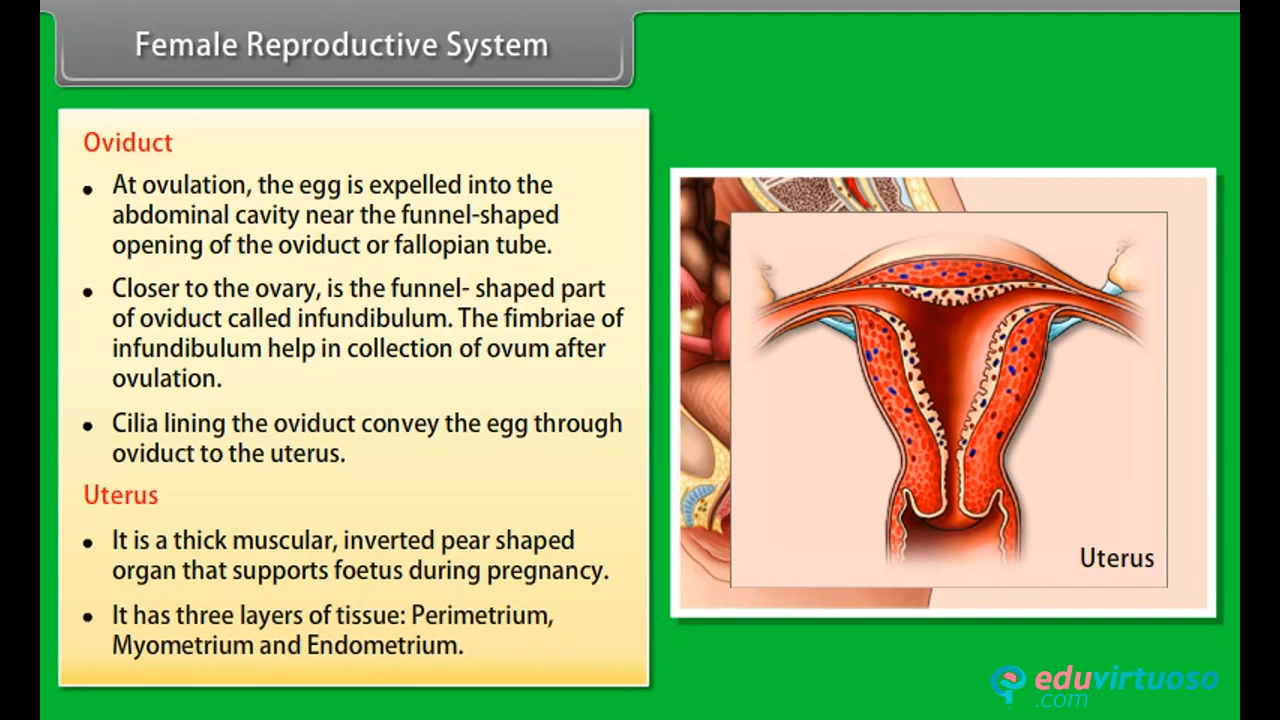 Female Reproductive System
Oviduct
• At ovulation, the egg is expelled into the
abdominal cavity near the funnel-shaped
opening of the oviduct or fallopian tube.
• Closer to the ovary, is the funnel- shaped part
of oviduct called infundibulum. The fimbriae of
infundibulum help in collection of ovum after
ovulation.
• Cilia lining the oviduct convey the egg through
oviduct to the uterus.
Uterus
• It is a thick muscular, inverted pear shaped
organ that supports foetus during pregnancy.
• It has three layers of tissue: Perimetrium,
Myometrium and Endometrium.
Uterus
eduvirtuoso
.com